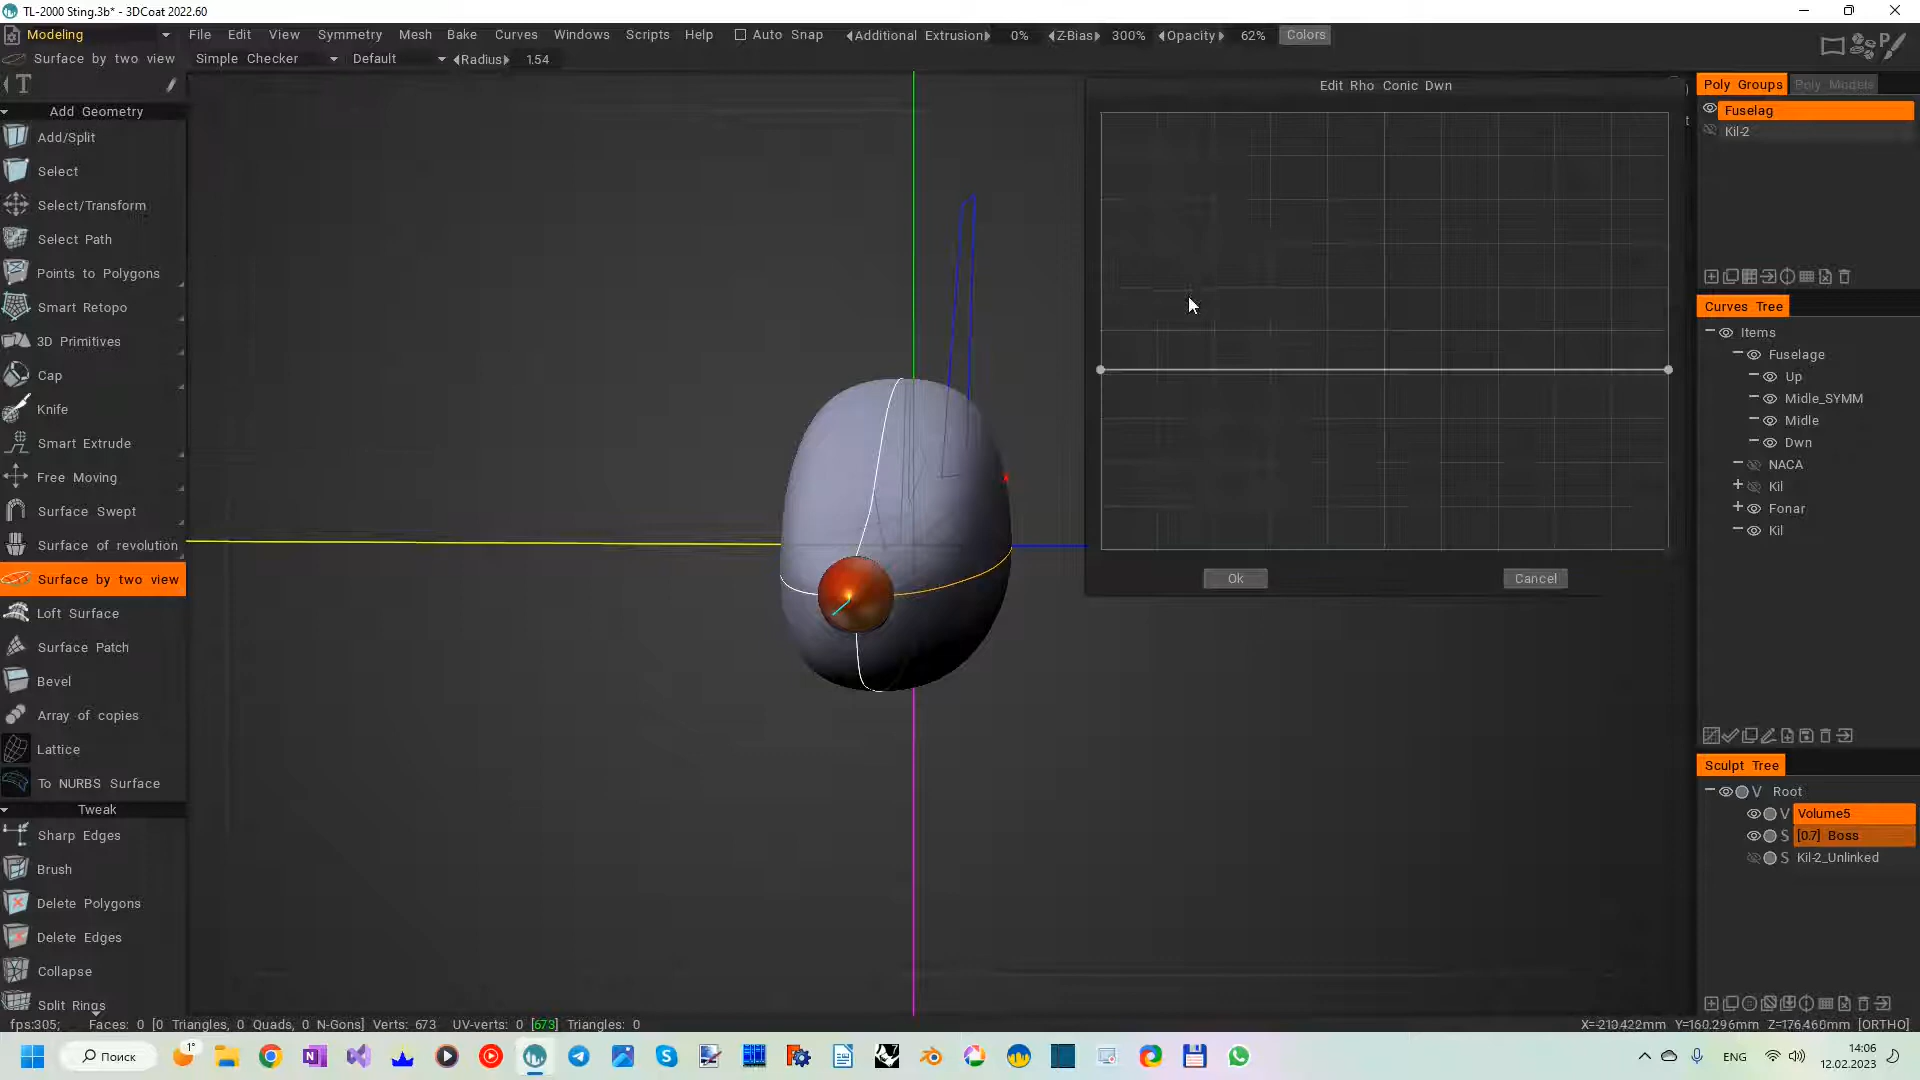 TL-2000 Sting.3b* - 3DCoat 2022.60
Modeling
File Edit View Symmetry Mesh Bake Curves Windows Scripts Help Auto Snap Additional Extrusion 0% Z-Bias 300% Opacity 62% Colors
Surface by two view Simple Checker Default Radius 1.54
Add Geometry
Add/Split
Select
Select/Transform
Select Path
Points to Polygons
Smart Retopo
3D Primitives
Cap
Knife
Smart Extrude
Free Moving
Surface Swept
Surface of revolution
Surface by two view
Loft Surface
Surface Patch
Bevel
Array of copies
Lattice
To NURBS Surface
Tweak
Sharp Edges
Brush
Delete Polygons
Delete Edges
Collapse
Split Rings
Edit Rho Conic Dwn
Ok Cancel
Poly Groups Poly Models
Fuselag
Kil-2
Curves Tree
Items
Fuselage
Up
Midle_SYMM
Midle
Dwn
NACA
Kil
Fonar
Kil
Sculpt Tree
Root
V Volume5
S [0.7] Boss
S Kil-2_Unlinked
fps:305; Faces: 0 [0 Triangles, 0 Quads, 0 N-Gons] Verts: 673 UV-verts: 0 [673] Triangles: 0
X=-210.422mm Y=160.296mm Z=176.460mm [ORTHO]
Поиск
1°
ENG
14:06
12.02.2023